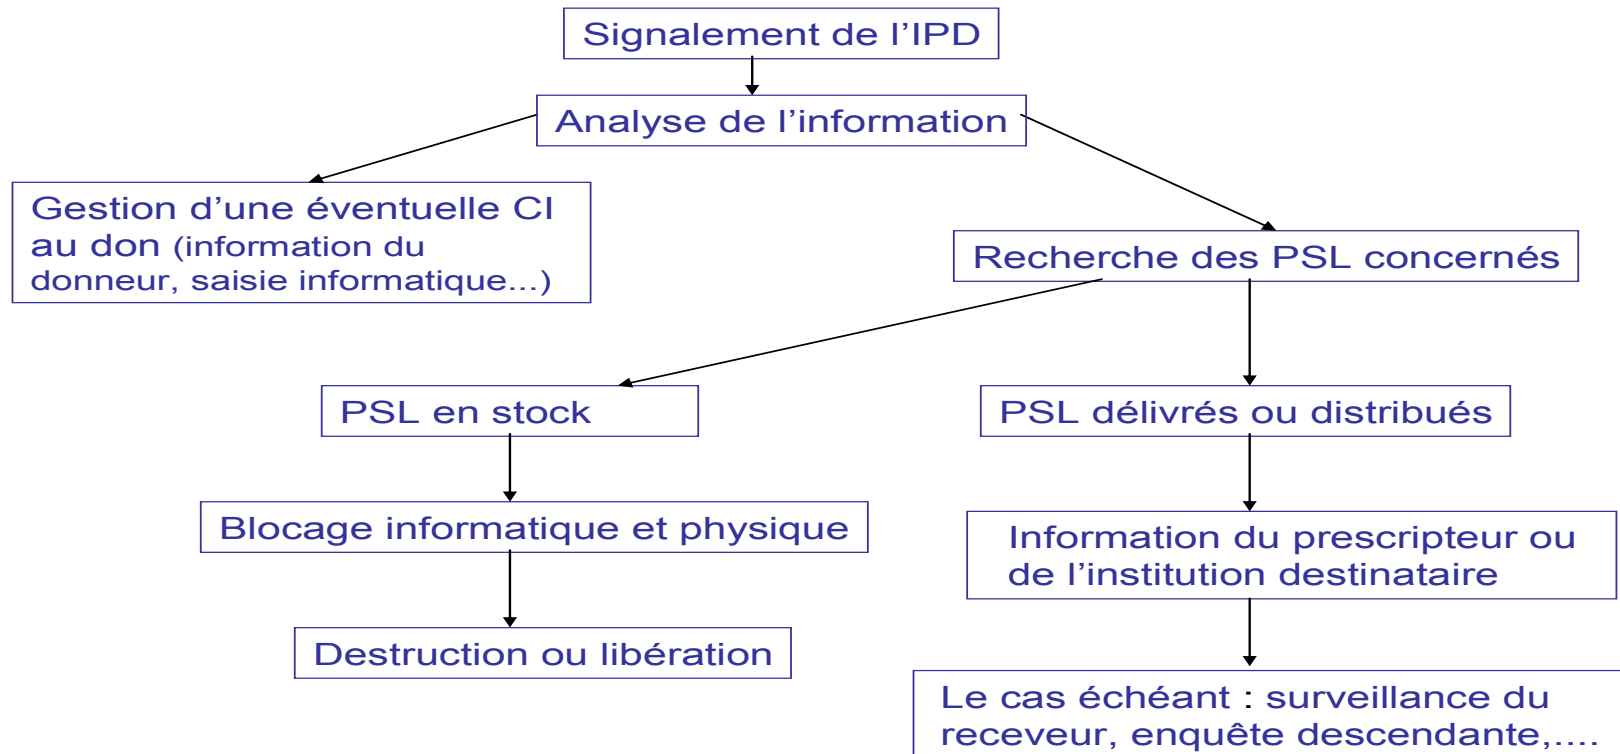 Signalement de l’IPD
Analyse de l’information
Gestion d’une éventuelle CI
au don (information du
donneur, saisie informatique...)
Recherche des PSL concernés
PSL en stock
PSL délivrés ou distribués
Blocage informatique et physique
Information du prescripteur ou
de l’institution destinataire
Destruction ou libération
Le cas échéant : surveillance du
receveur, enquête descendante,....